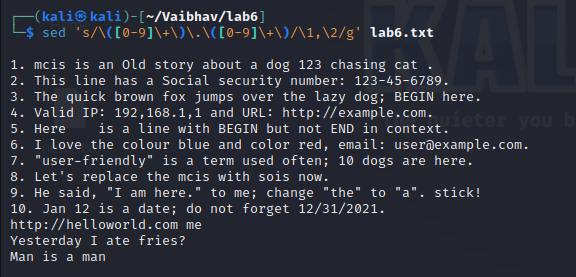 (kali㉿kali)-[~/Vaibhav/lab6]
$ sed 's/\([0-9]\+\)\.\([0-9]\+\)/\1,\2/g' lab6.txt
1. mcis is an Old story about a dog 123 chasing cat .
2. This line has a Social security number: 123-45-6789.
3. The quick brown fox jumps over the lazy dog; BEGIN here.
4. Valid IP: 192,168.1,1 and URL: http://example.com.
5. Here    is a line with BEGIN but not END in context.
6. I love the colour blue and color red, email: user@example.com.
7. "user-friendly" is a term used often; 10 dogs are here.
8. Let's replace the mcis with sois now.
9. He said, "I am here." to me; change "the" to "a". stick!
10. Jan 12 is a date; do not forget 12/31/2021.
http://helloworld.com me
Yesterday I ate fries?
Man is a man